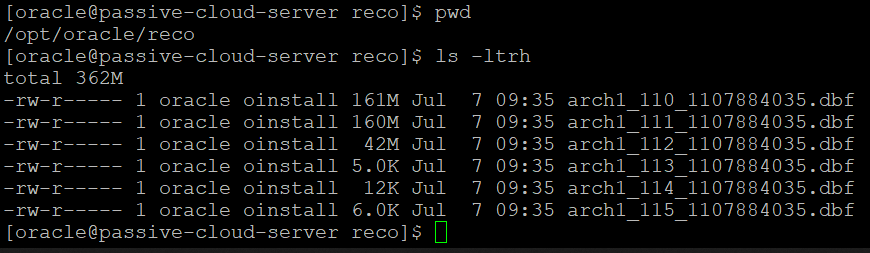 [oracle@passive-cloud-server reco]$ pwd
/opt/oracle/reco
[oracle@passive-cloud-server reco]$ ls -ltrh
total 362M
-rw-r----- 1 oracle oinstall 161M Jul  7 09:35 arch1_110_1107884035.dbf
-rw-r----- 1 oracle oinstall 160M Jul  7 09:35 arch1_111_1107884035.dbf
-rw-r----- 1 oracle oinstall  42M Jul  7 09:35 arch1_112_1107884035.dbf
-rw-r----- 1 oracle oinstall 5.0K Jul  7 09:35 arch1_113_1107884035.dbf
-rw-r----- 1 oracle oinstall  12K Jul  7 09:35 arch1_114_1107884035.dbf
-rw-r----- 1 oracle oinstall 6.0K Jul  7 09:35 arch1_115_1107884035.dbf
[oracle@passive-cloud-server reco]$